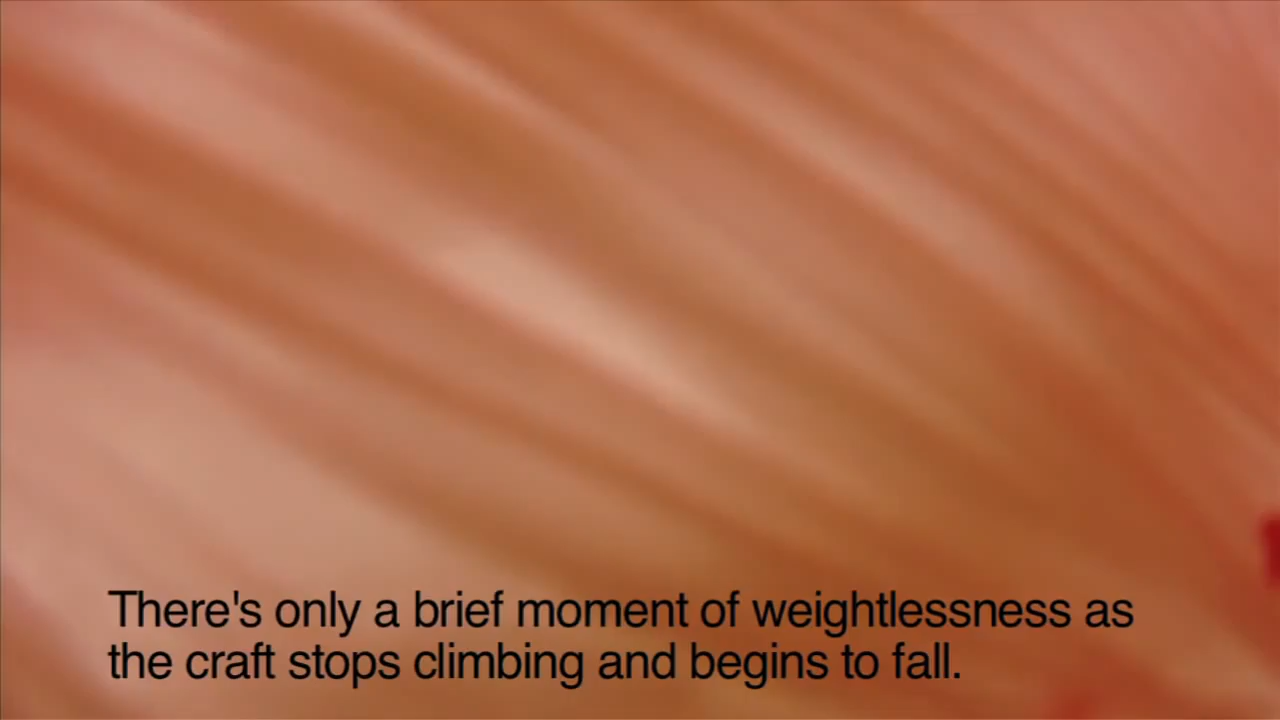 There's only a brief moment of weightlessness as
the craft stops climbing and begins to fall.